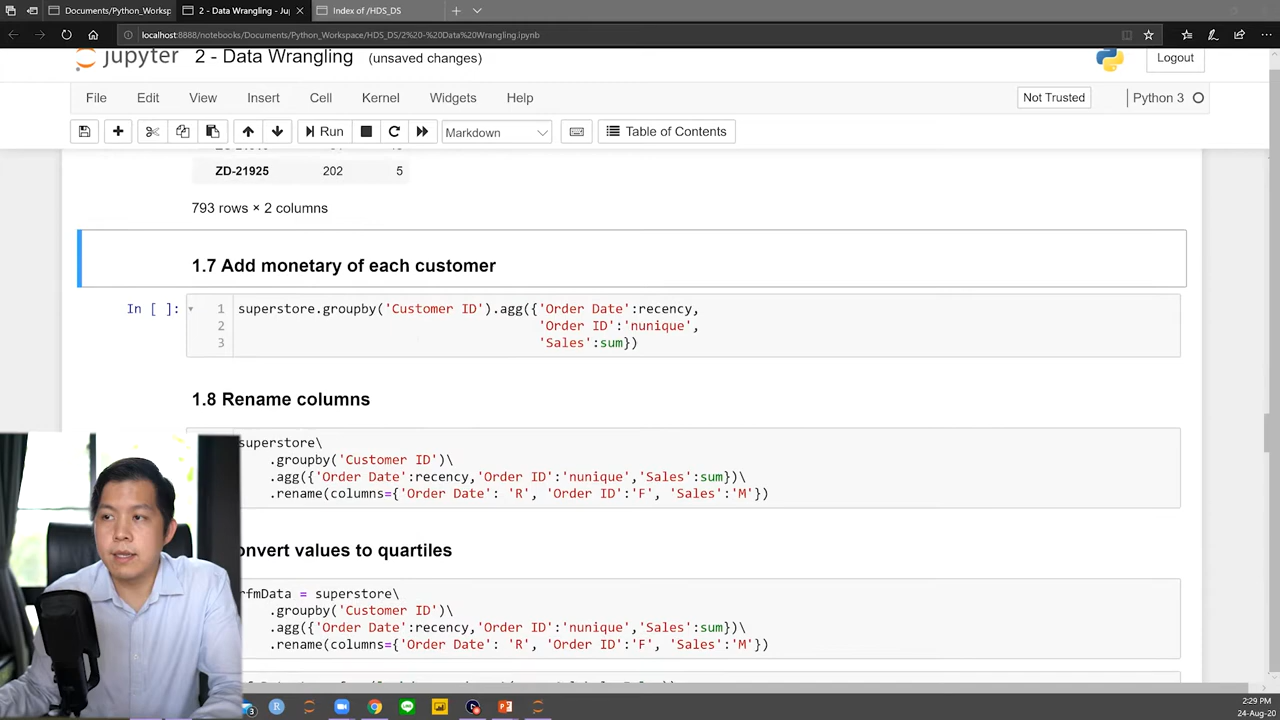 Documents/Python_Worksp
2 - Data Wrangling - Ju
Index of /HDS_DS
localhost:8888/notebooks/Documents/Python_Workspace/HDS_DS/2%20-%20Data%20Wrangling.ipynb
jupyter 2 - Data Wrangling (unsaved changes)
Logout
File Edit View Insert Cell Kernel Widgets Help
Not Trusted
Python 3
Run
Markdown
Table of Contents
ZD-21925 202 5
793 rows × 2 columns
1.7 Add monetary of each customer
In [ ]:
1 superstore.groupby('Customer ID').agg({'Order Date':recency,
2 'Order ID':'nunique',
3 'Sales':sum})
1.8 Rename columns
superstore\
.groupby('Customer ID')\
.agg({'Order Date':recency,'Order ID':'nunique','Sales':sum})\
.rename(columns={'Order Date': 'R', 'Order ID':'F', 'Sales':'M'})
onvert values to quartiles
rfmData = superstore\
.groupby('Customer ID')\
.agg({'Order Date':recency,'Order ID':'nunique','Sales':sum})\
.rename(columns={'Order Date': 'R', 'Order ID':'F', 'Sales':'M'})
2:29 PM
24-Aug-20